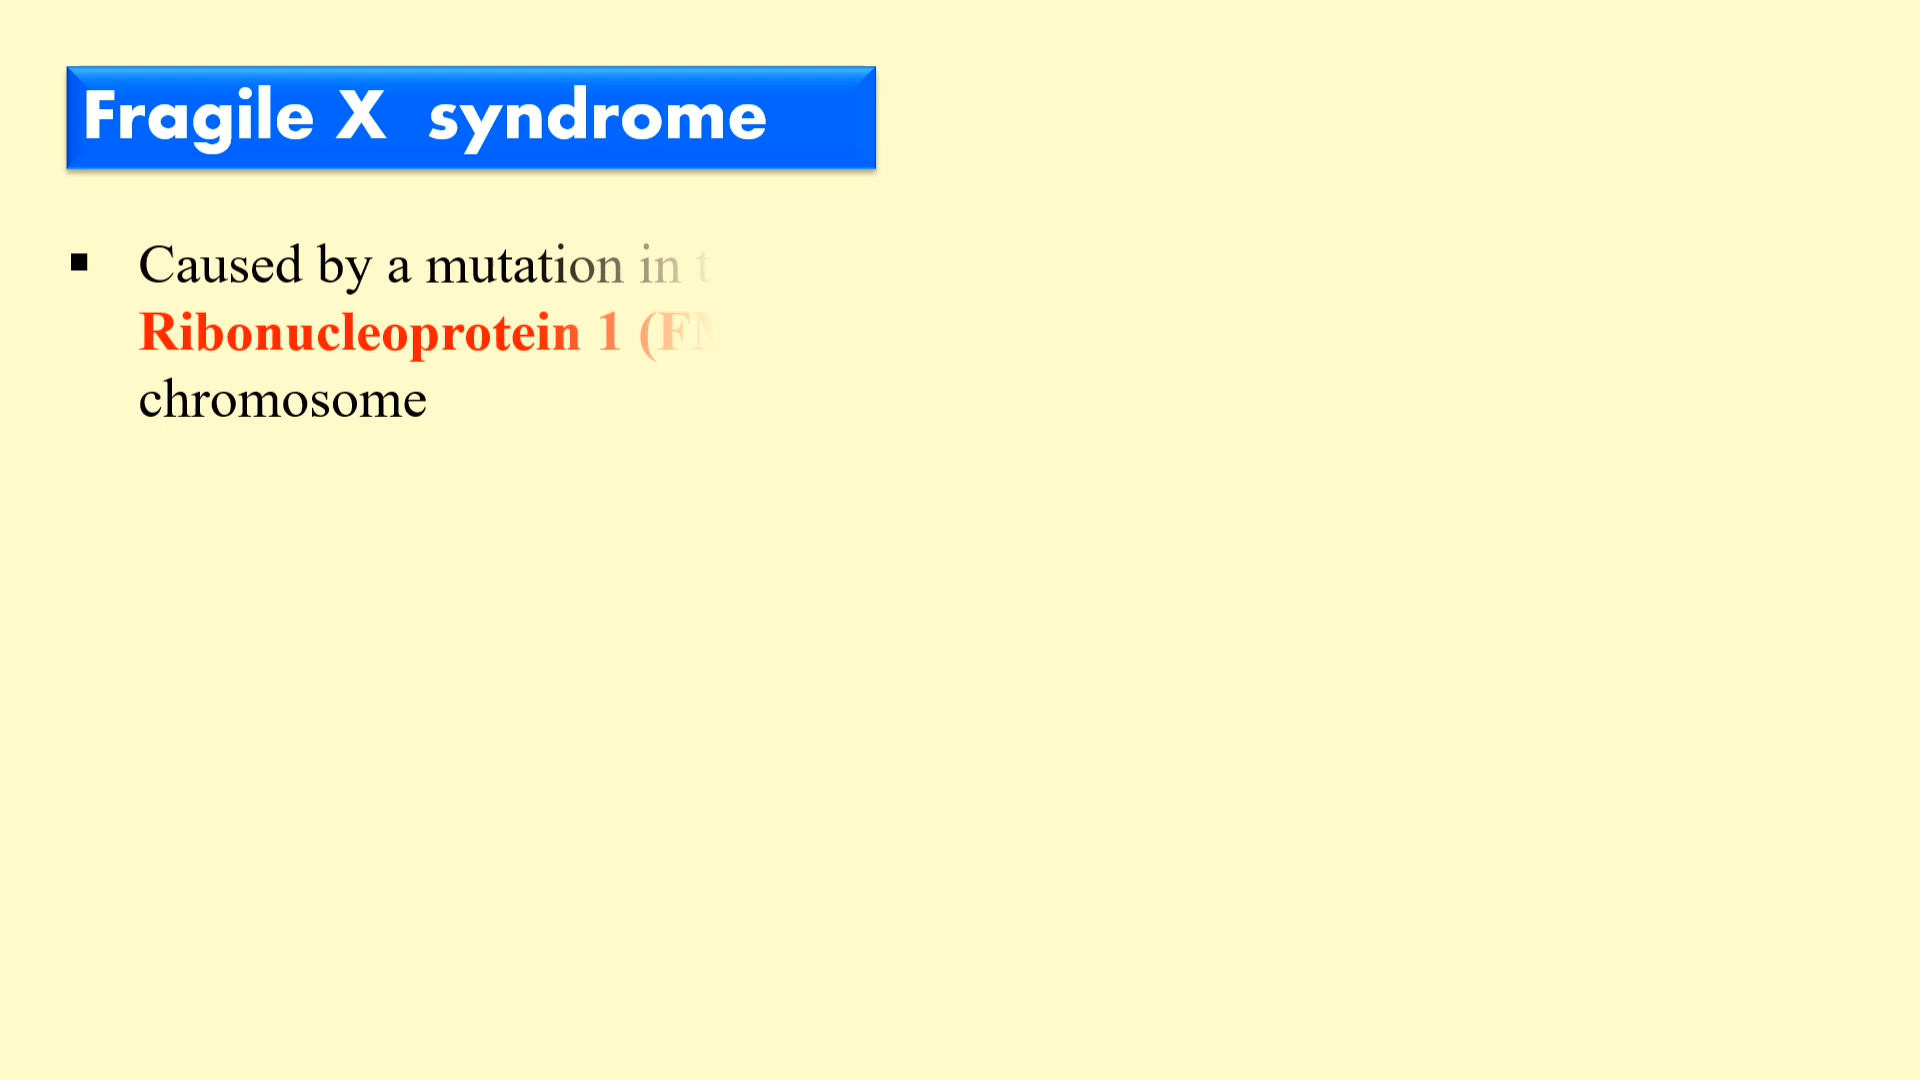 Fragile X syndrome
▪ Caused by a mutation in
Ribonucleoprotein 1 (FM
chromosome